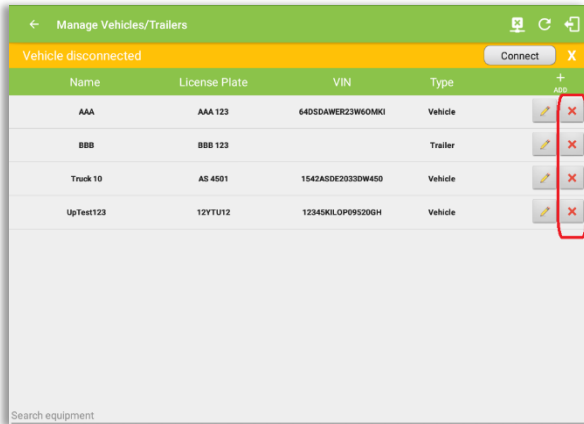 Manage Vehicles/Trailers
Vehicle disconnected Connect X
Name License Plate VIN Type + ADD
AAA AAA 123 64DSDAWER23W6OMKI Vehicle
BBB BBB 123 Trailer
Truck 10 AS 4501 1542ASDE2033DW450 Vehicle
UpTest123 12YTU12 12345KILOP09520GH Vehicle
Search equipment